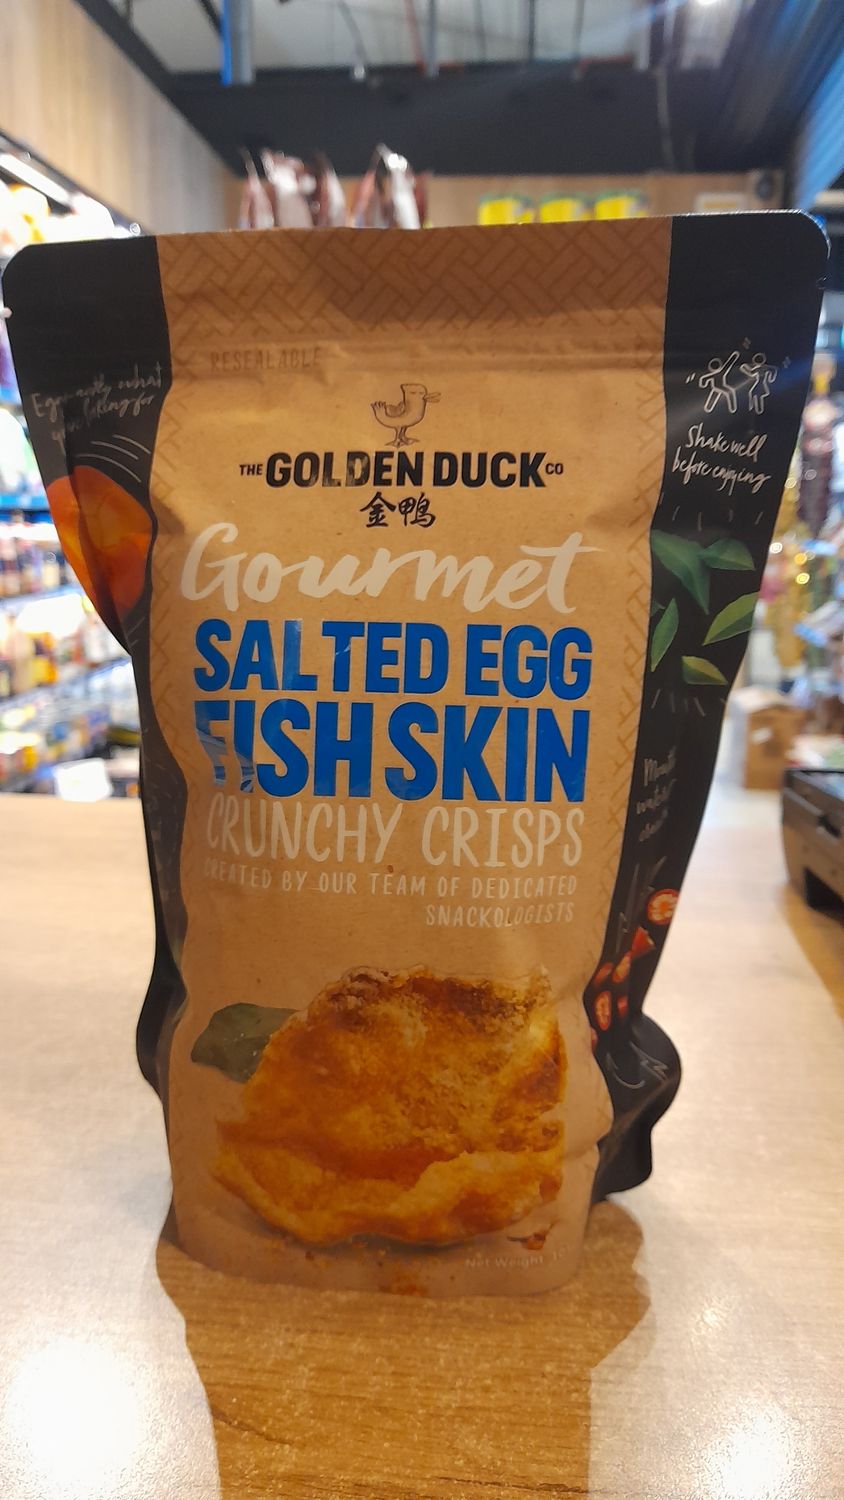 RESEALABLE
THE GOLDEN DUCK CO
金鴨
Gourmet
SALTED EGG
FISH SKIN
CRUNCHY CRISPS
CREATED BY OUR TEAM OF DEDICATED
SNACKOLOGISTS
Net Weight
what
Shake well
before enjoying